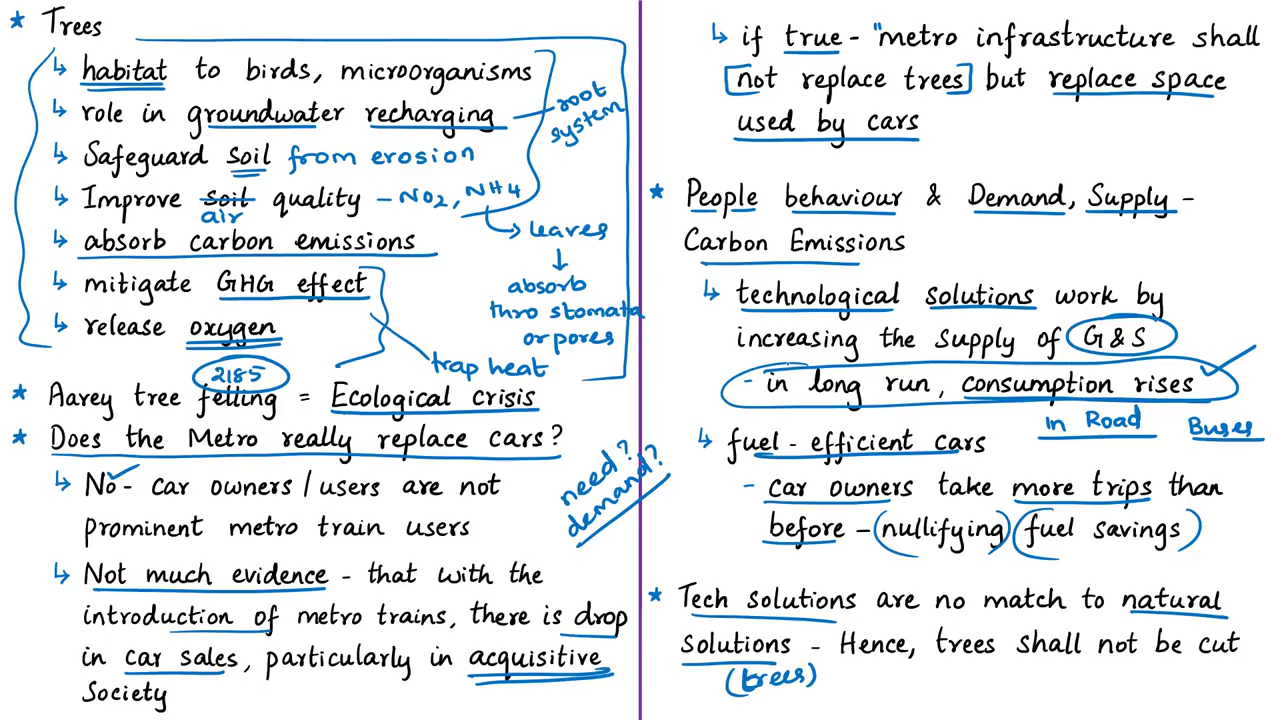 * Trees
↳ habitat to birds, microorganisms
↳ role in groundwater recharging – root system
↳ Safeguard soil from erosion
↳ Improve soil quality – NO2, NH4
air
→ leaves
↳ absorb carbon emissions
↓
absorb
thro stomata
or pores
↳ mitigate GHG effect
↳ release oxygen
trap heat
2185
* Aarey tree felling = Ecological crisis
* Does the Metro really replace cars?
↳ No - car owners / users are not
prominent metro train users
need?
demand?
↳ Not much evidence - that with the
introduction of metro trains, there is drop
in car sales, particularly in acquisitive
Society
↳ if true - "metro infrastructure shall
[not replace trees] but replace space
used by cars
* People behaviour & Demand, Supply -
Carbon Emissions
↳ technological solutions work by
increasing the supply of G & S
- in long run, consumption rises
in Road Buses
↳ fuel - efficient cars
- car owners take more trips than
before – (nullifying) (fuel savings)
* Tech solutions are no match to natural
solutions - Hence, trees shall not be cut
(trees)